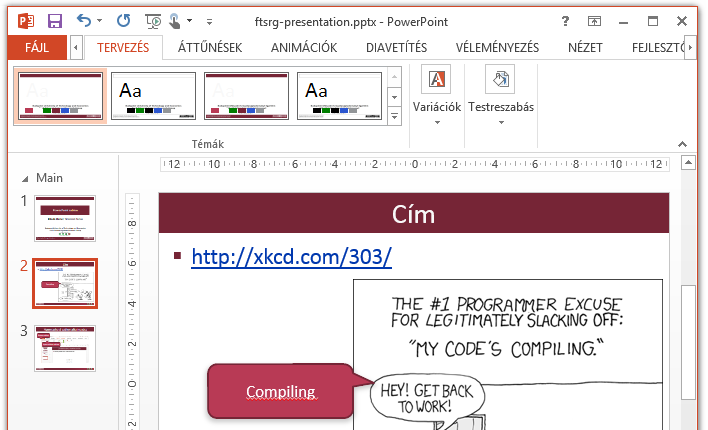 ftsrg-presentation.pptx - PowerPoint
FÁJL
TERVEZÉS
ÁTTŰNÉSEK
ANIMÁCIÓK
DIAVETÍTÉS
VÉLEMÉNYEZÉS
NÉZET
FEJLESZTŐ
Aa
Aa
Variációk
Testreszabás
Témák
12 10 8 6 4 2 0 2 4 6 8 10 12
Main
1
2
3
8
6
4
2
0
2
Cím
http://xkcd.com/303/
THE #1 PROGRAMMER EXCUSE
FOR LEGITIMATELY SLACKING OFF:
"MY CODE'S COMPILING."
Compiling
HEY! GET BACK
TO WORK!